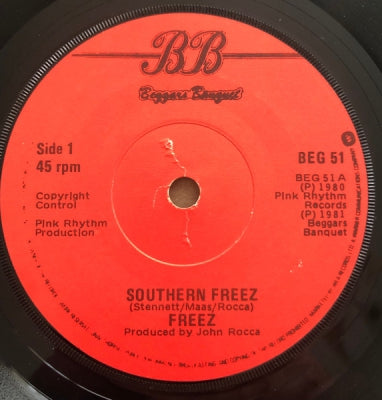 BB
Beggars Banquet
Side 1
45 rpm
BEG 51
BEG 51 A
(P) 1980
Pink Rhythm
Records
(P) 1981
Beggars
Banquet
Copyright
Control
Pink Rhythm
Production
SOUTHERN FREEZ
(Stennett/Maas/Rocca)
FREEZ
Produced by John Rocca